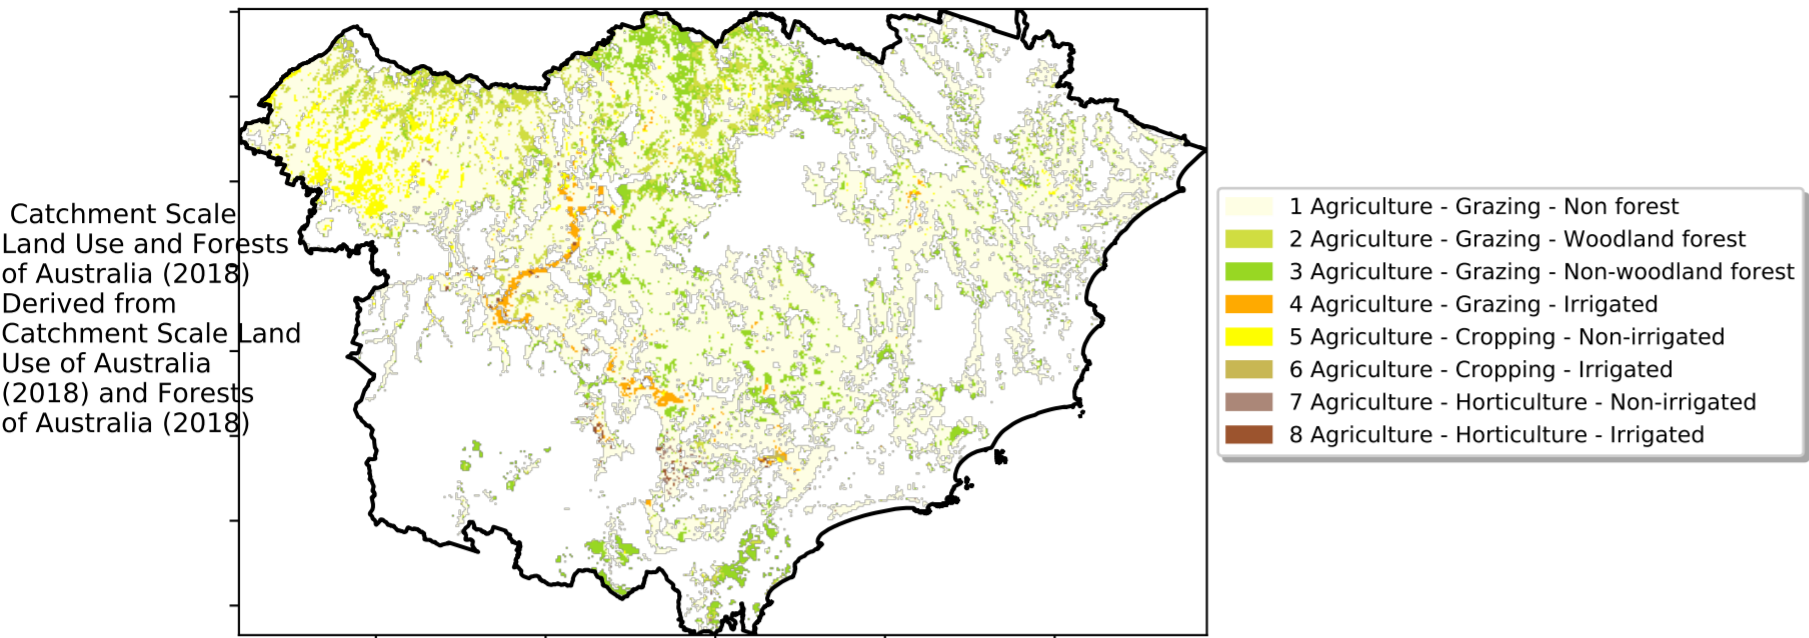 Catchment Scale
Land Use and Forests
of Australia (2018)
Derived from
Catchment Scale Land
Use of Australia
(2018) and Forests
of Australia (2018)
1 Agriculture - Grazing - Non forest
2 Agriculture - Grazing - Woodland forest
3 Agriculture - Grazing - Non-woodland forest
4 Agriculture - Grazing - Irrigated
5 Agriculture - Cropping - Non-irrigated
6 Agriculture - Cropping - Irrigated
7 Agriculture - Horticulture - Non-irrigated
8 Agriculture - Horticulture - Irrigated